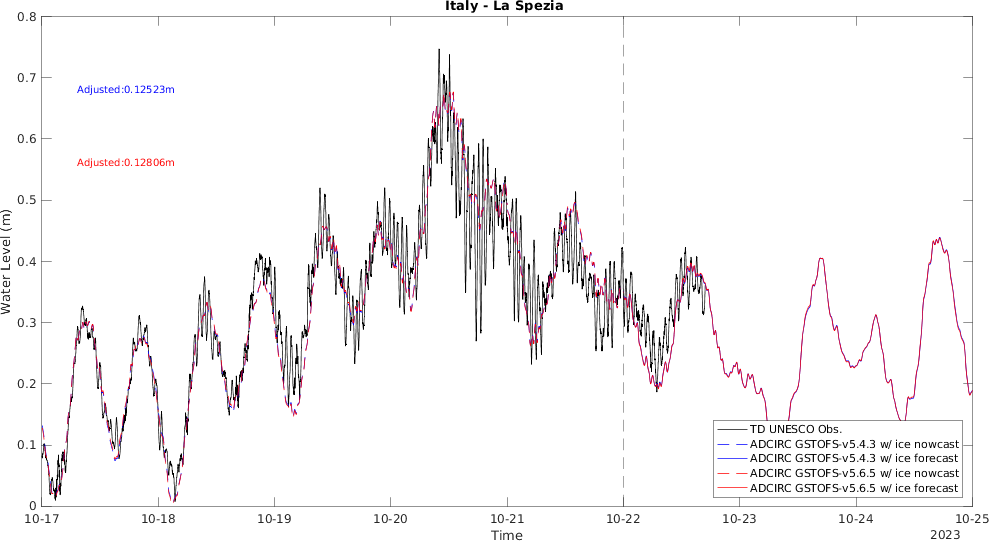 Italy - La Spezia
0.8
0.7
Adjusted:0.12523m
0.6
Adjusted:0.12806m
0.5
0.4
Water Level (m)
0.3
0.2
0.1
0
TD UNESCO Obs.
ADCIRC GSTOFS-v5.4.3 w/ ice nowcast
ADCIRC GSTOFS-v5.4.3 w/ ice forecast
ADCIRC GSTOFS-v5.6.5 w/ ice nowcast
ADCIRC GSTOFS-v5.6.5 w/ ice forecast
10-17 10-18 10-19 10-20 10-21 10-22 10-23 10-24 10-25
Time
2023